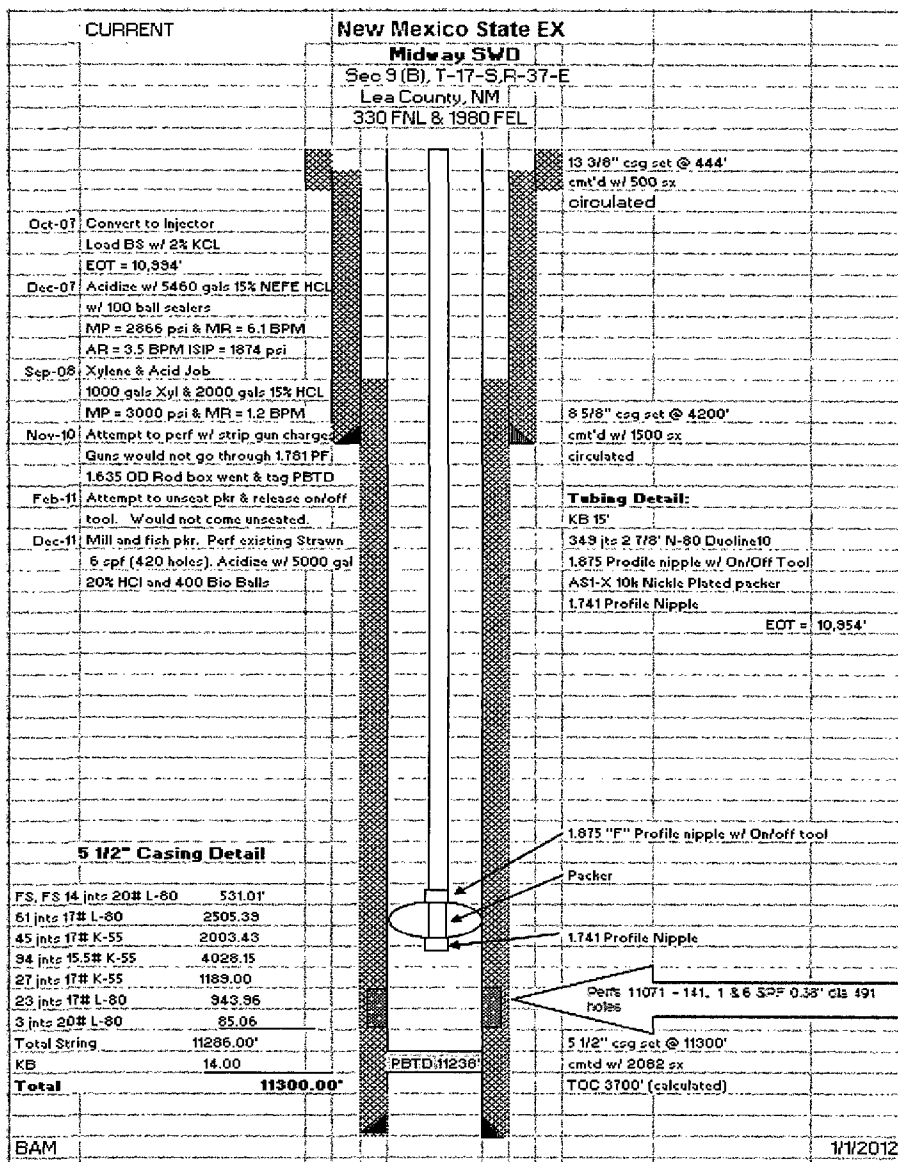 CURRENT
New Mexico State EX
Midway SWD
Sec 9 (B), T-17-S,R-37-E
Lea County, NM
330 FNL & 1980 FEL
13 3/8" csg set @ 444'
cmt'd w/ 500 sx
circulated
Oct-07 Convert to Injector
Load BS w/ 2% KCL
EOT = 10,994'
Dec-07 Acidize w/ 5460 gals 15% NEFE HCL
w/ 100 ball sealers
MP = 2866 psi & MR = 6.1 BPM
AR = 3.5 BPM ISIP = 1874 psi
Sep-08 Xylene & Acid Job
1000 gals Xyl & 2000 gals 15% HCL
MP = 3000 psi & MR = 1.2 BPM
Nov-10 Attempt to perf w/ strip gun charges
Guns would not go through 1.781 PF
1.635 OD Rod box went & tag PBTD
Feb-11 Attempt to unseat pkr & release on/off
tool. Would not come unseated.
Dec-11 Mill and fish pkr. Perf existing Strawn
6 spf (420 holes). Acidize w/ 5000 gal
20% HCl and 400 Bio Balls
8 5/8" csg set @ 4200'
cmt'd w/ 1500 sx
circulated
Tubing Detail:
KB 15'
349 jts 2 7/8' N-80 Duoline10
1.875 Prodile nipple w/ On/Off Tool
AS1-X 10k Nickle Plated packer
1.741 Profile Nipple
EOT = 10,954'
1.875 "F" Profile nipple w/ On/off tool
Packer
1.741 Profile Nipple
Perfs 11071 - 141, 1 & 6 SPF 0.38" dia 491
holes
5 1/2" csg set @ 11300'
cmtd w/ 2082 sx
TOC 3700' (calculated)
PBTD 11236'
5 1/2" Casing Detail
FS, FS 14 jnts 20# L-80 531.01'
61 jnts 17# L-80 2505.39
45 jnts 17# K-55 2003.43
94 jnts 15.5# K-55 4028.15
27 jnts 17# K-55 1189.00
23 jnts 17# L-80 943.96
3 jnts 20# L-80 85.06
Total String 11286.00'
KB 14.00
Total 11300.00'
BAM
1/1/2012